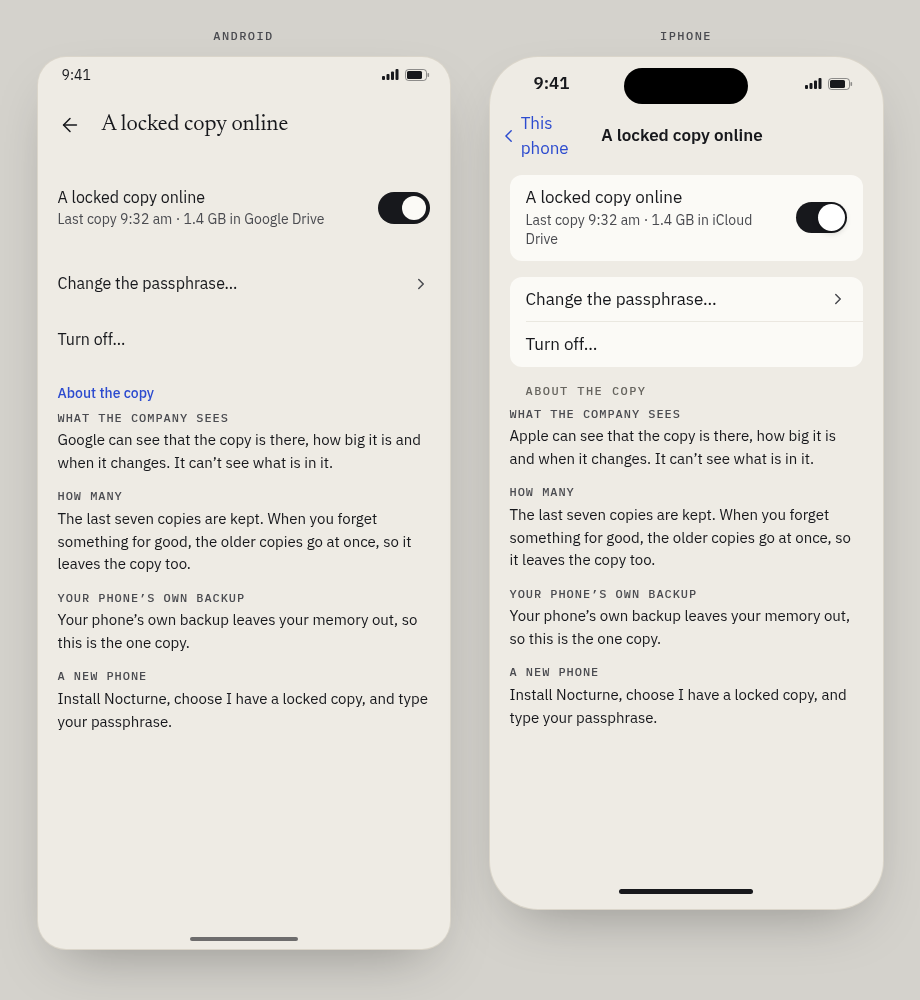 ANDROID
9:41
A locked copy online
A locked copy online
Last copy 9:32 am · 1.4 GB in Google Drive
Change the passphrase…
Turn off…
About the copy
WHAT THE COMPANY SEES
Google can see that the copy is there, how big it is and
when it changes. It can’t see what is in it.
HOW MANY
The last seven copies are kept. When you forget
something for good, the older copies go at once, so it
leaves the copy too.
YOUR PHONE’S OWN BACKUP
Your phone’s own backup leaves your memory out, so
this is the one copy.
A NEW PHONE
Install Nocturne, choose I have a locked copy, and type
your passphrase.
IPHONE
9:41
This
phone
A locked copy online
A locked copy online
Last copy 9:32 am · 1.4 GB in iCloud
Drive
Change the passphrase…
Turn off…
ABOUT THE COPY
WHAT THE COMPANY SEES
Apple can see that the copy is there, how big it is
and when it changes. It can’t see what is in it.
HOW MANY
The last seven copies are kept. When you forget
something for good, the older copies go at once, so
it leaves the copy too.
YOUR PHONE’S OWN BACKUP
Your phone’s own backup leaves your memory out,
so this is the one copy.
A NEW PHONE
Install Nocturne, choose I have a locked copy, and
type your passphrase.